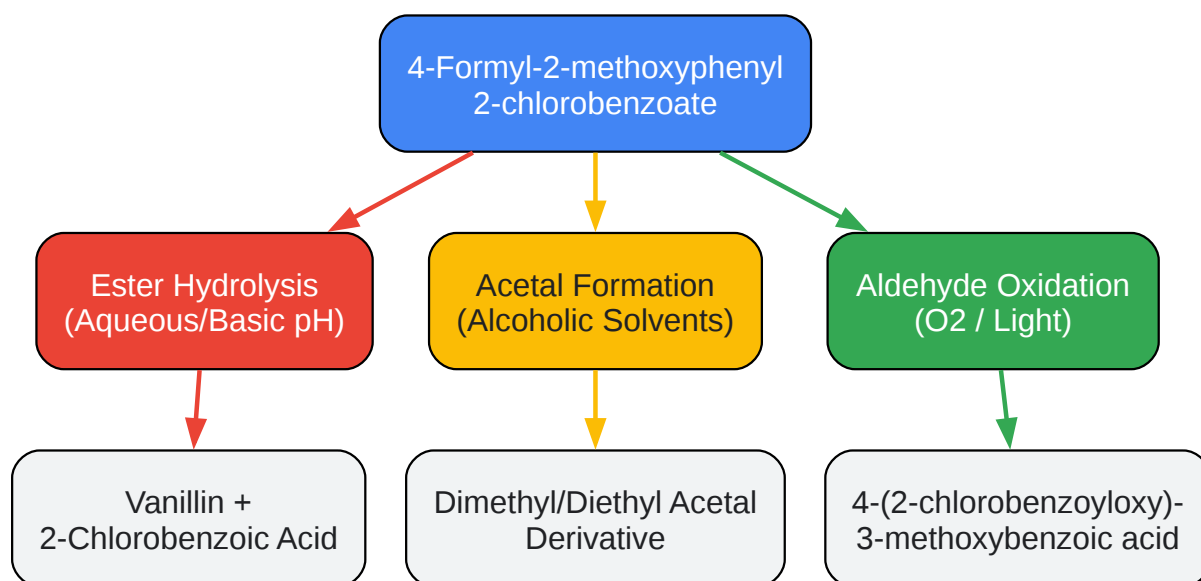 4-Formyl-2-methoxyphenyl
2-chlorobenzoate
Ester Hydrolysis
(Aqueous/Basic pH)
Acetal Formation
(Alcoholic Solvents)
Aldehyde Oxidation
(O2 / Light)
Vanillin +
2-Chlorobenzoic Acid
Dimethyl/Diethyl Acetal
Derivative
4-(2-chlorobenzoyloxy)-
3-methoxybenzoic acid